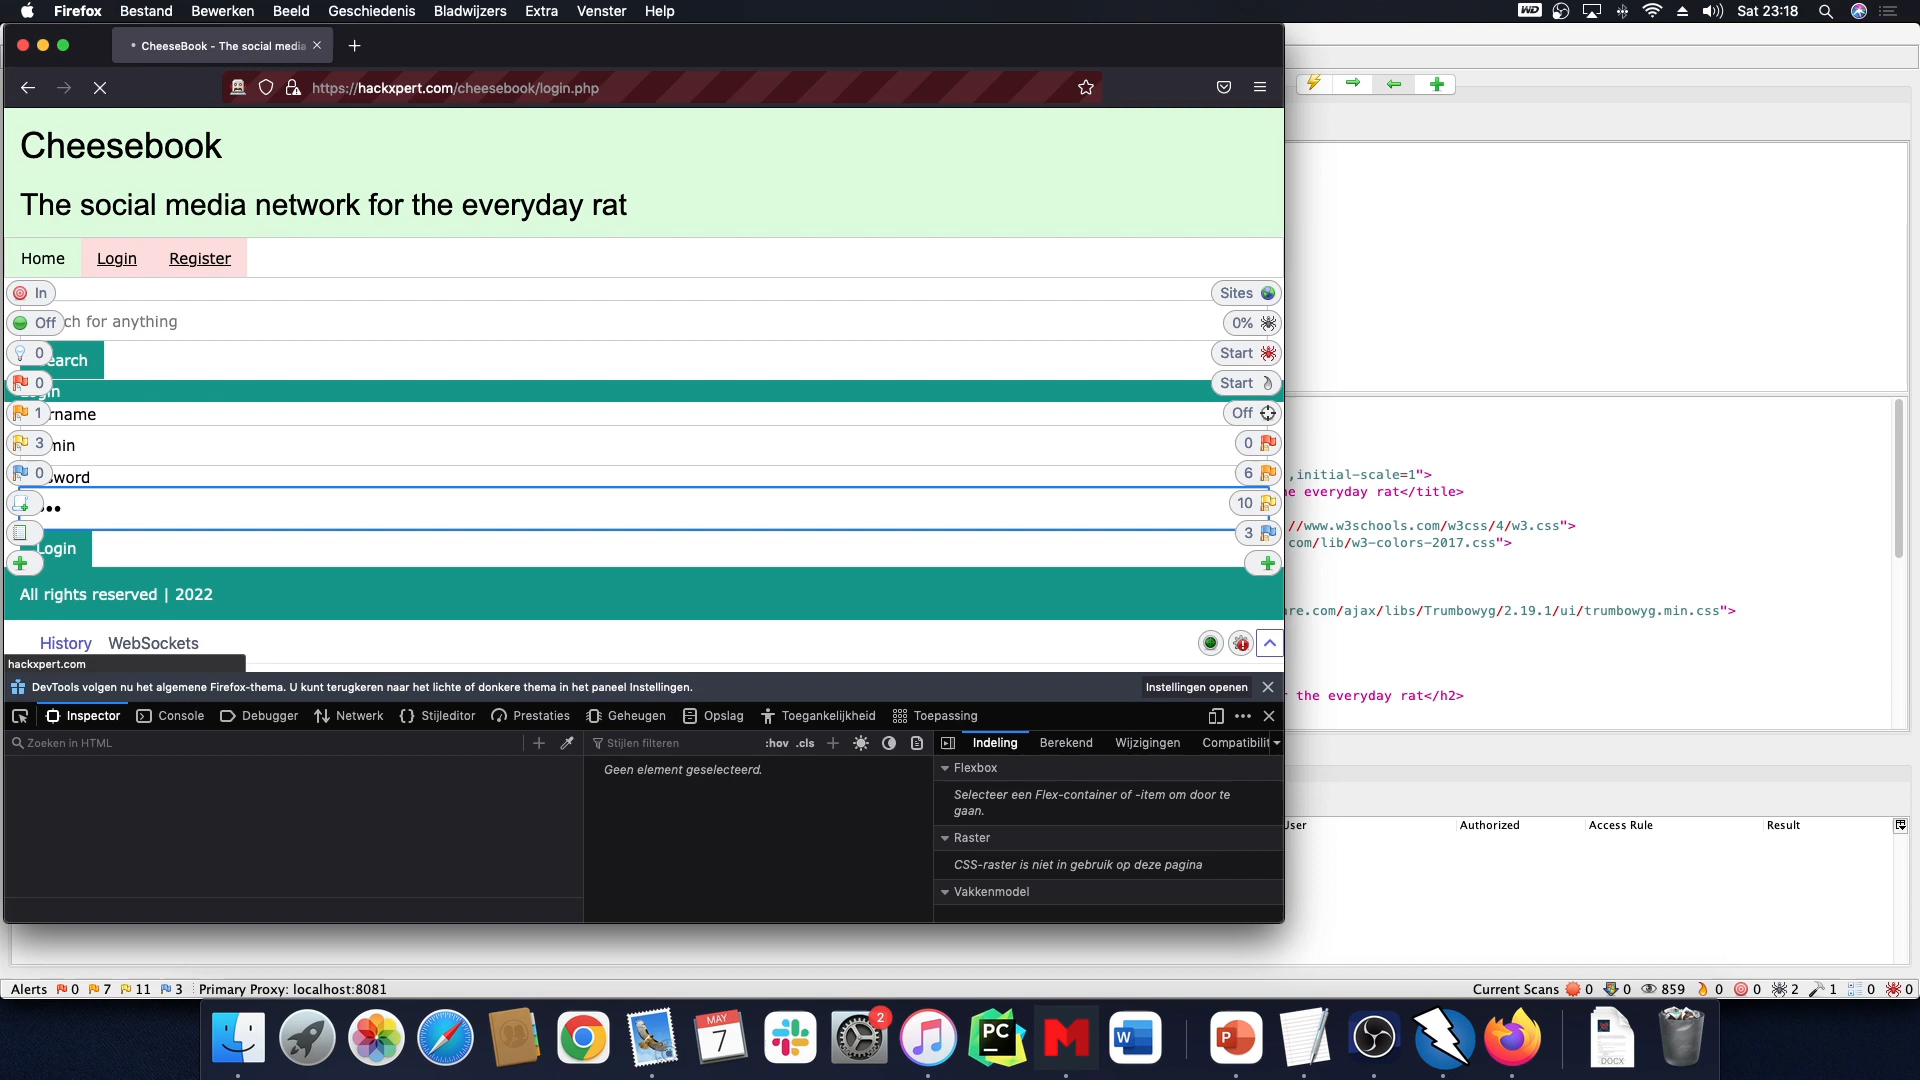 Firefox Bestand Bewerken Beeld Geschiedenis Bladwijzers Extra Venster Help
WD Sat 23:18
CheeseBook - The social media
https://hackxpert.com/cheesebook/login.php
Cheesebook
The social media network for the everyday rat
Home Login Register
In Sites
Off ch for anything 0%
0 earch Start
0 Start
1 rname Off
3 min 0
0 sword 6
••• 10
Login 3
All rights reserved | 2022
History WebSockets
hackxpert.com
DevTools volgen nu het algemene Firefox-thema. U kunt terugkeren naar het lichte of donkere thema in het paneel Instellingen. Instellingen openen
Inspector Console Debugger Netwerk Stijleditor Prestaties Geheugen Opslag Toegankelijkheid Toepassing
Zoeken in HTML Stijlen filteren :hov .cls Indeling Berekend Wijzigingen Compatibilit
Geen element geselecteerd.
Flexbox
Selecteer een Flex-container of -item om door te
gaan.
Raster
CSS-raster is niet in gebruik op deze pagina
Vakkenmodel
,initial-scale=1">
e everyday rat</title>
//www.w3schools.com/w3css/4/w3.css">
com/lib/w3-colors-2017.css">
re.com/ajax/libs/Trumbowyg/2.19.1/ui/trumbowyg.min.css">
the everyday rat</h2>
User Authorized Access Rule Result
Alerts 0 7 11 3 Primary Proxy: localhost:8081 Current Scans 0 0 859 0 0 2 1 0 0
MAY
7
2
PC
W
P
DOCX